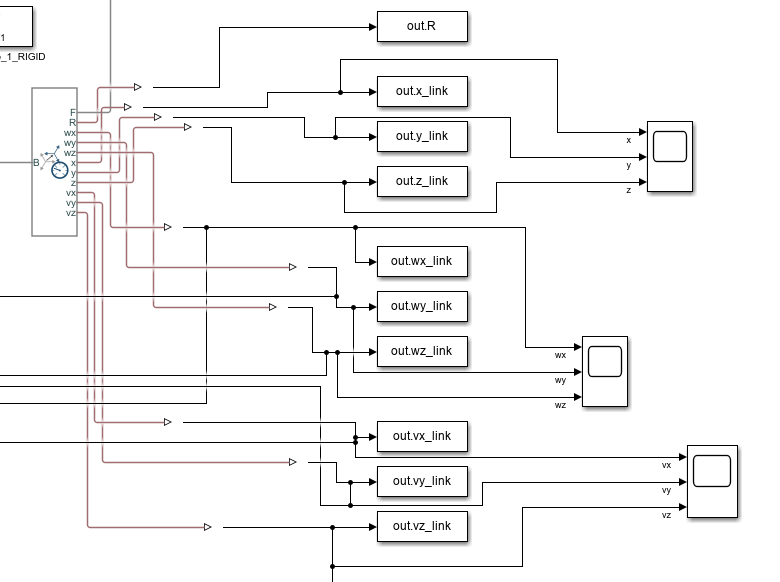 out.R
1
_1_RIGID
out.x_link
F
R
wx
wy
wz
x
y
z
vx
vy
vz
B
out.y_link
x
y
z
out.z_link
out.wx_link
out.wy_link
out.wz_link
wx
wy
wz
out.vx_link
out.vy_link
out.vz_link
vx
vy
vz